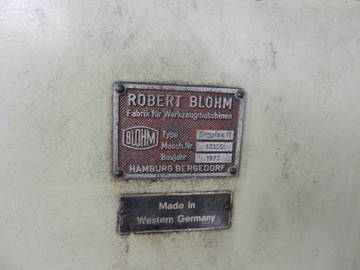 ROBERT BLOHM
Fabrik für Werkzeugmaschinen
BLOHM
Type Simplex 11
Masch.Nr.
Baujahr 1973
HAMBURG BERGEDORF
Made In
Western Germany